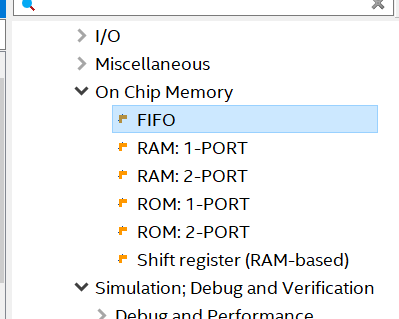 I/O
Miscellaneous
On Chip Memory
FIFO
RAM: 1-PORT
RAM: 2-PORT
ROM: 1-PORT
ROM: 2-PORT
Shift register (RAM-based)
Simulation; Debug and Verification
Debug and Performance